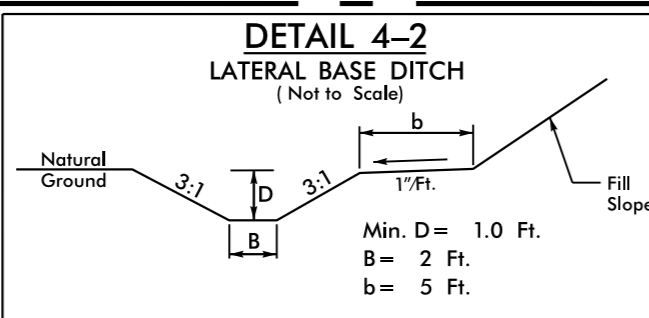 DETAIL 4–2
LATERAL BASE DITCH
( Not to Scale)
b
Natural
Ground
3:1
D
3:1
1"/Ft.
Fill
Slope
B
Min. D= 1.0 Ft.
B= 2 Ft.
b= 5 Ft.